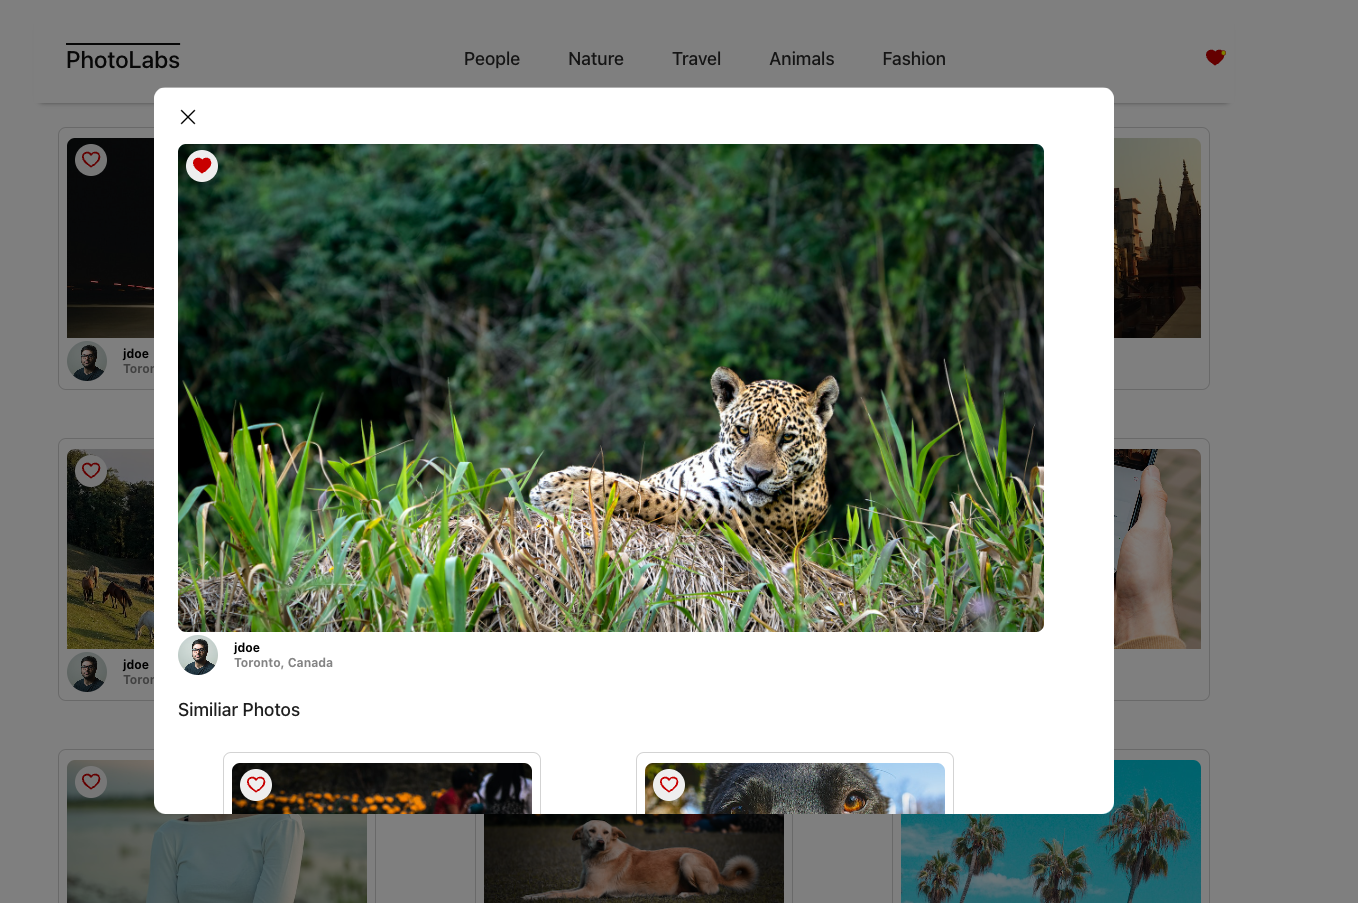 PhotoLabs
People Nature Travel Animals Fashion
jdoe
Toron
jdoe
Toron
jdoe
Toronto, Canada
Similiar Photos